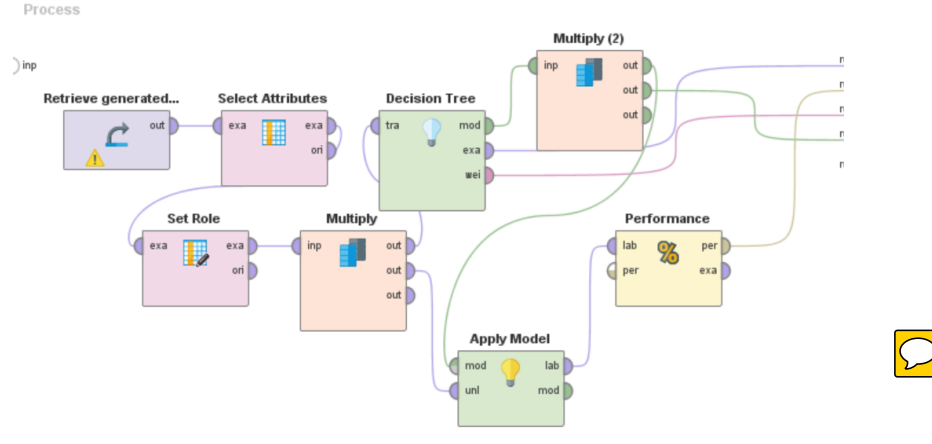 Process
inp
Multiply (2)
inp
out
out
out
Retrieve generated...
out
Select Attributes
exa
exa
ori
Decision Tree
tra
mod
exa
wei
Set Role
exa
exa
ori
Multiply
inp
out
out
out
Performance
lab
per
per
exa
Apply Model
mod
lab
unl
mod